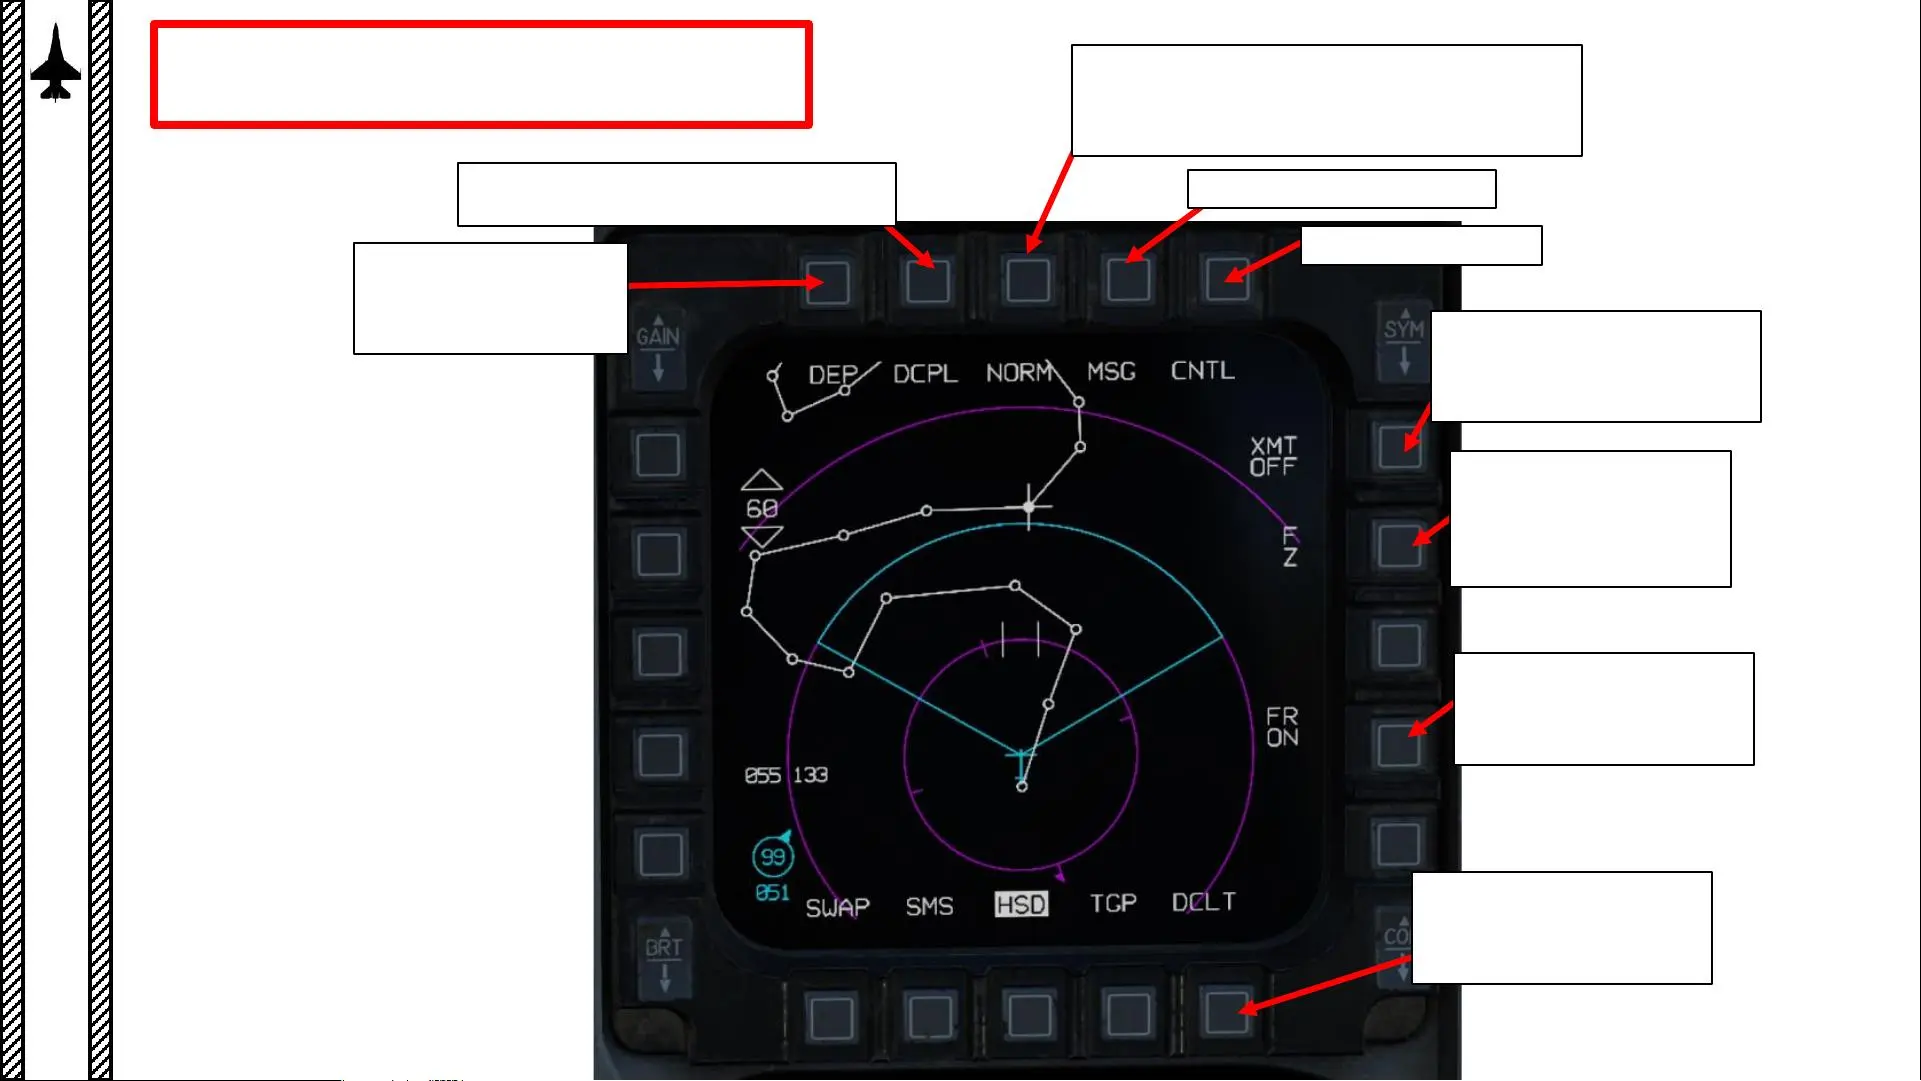 GAIN
SYM
DEP DCPL NORM MSG CNTL
XMT
OFF
60
F
Z
FR
ON
055 133
99
051
SWAP SMS HSD TGP DCLT
BRT
CO